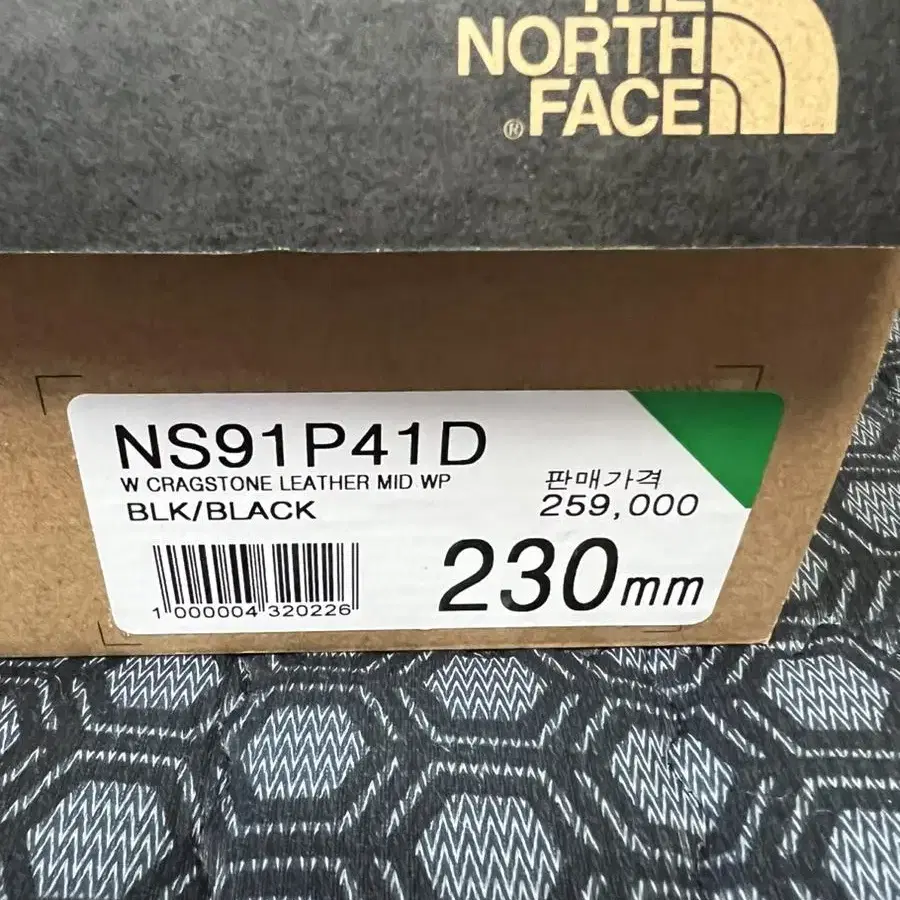 THE
NORTH
FACE
®
NS91P41D
W CRAGSTONE LEATHER MID WP
BLK/BLACK
판매가격
259,000
230mm
1 000004 320226